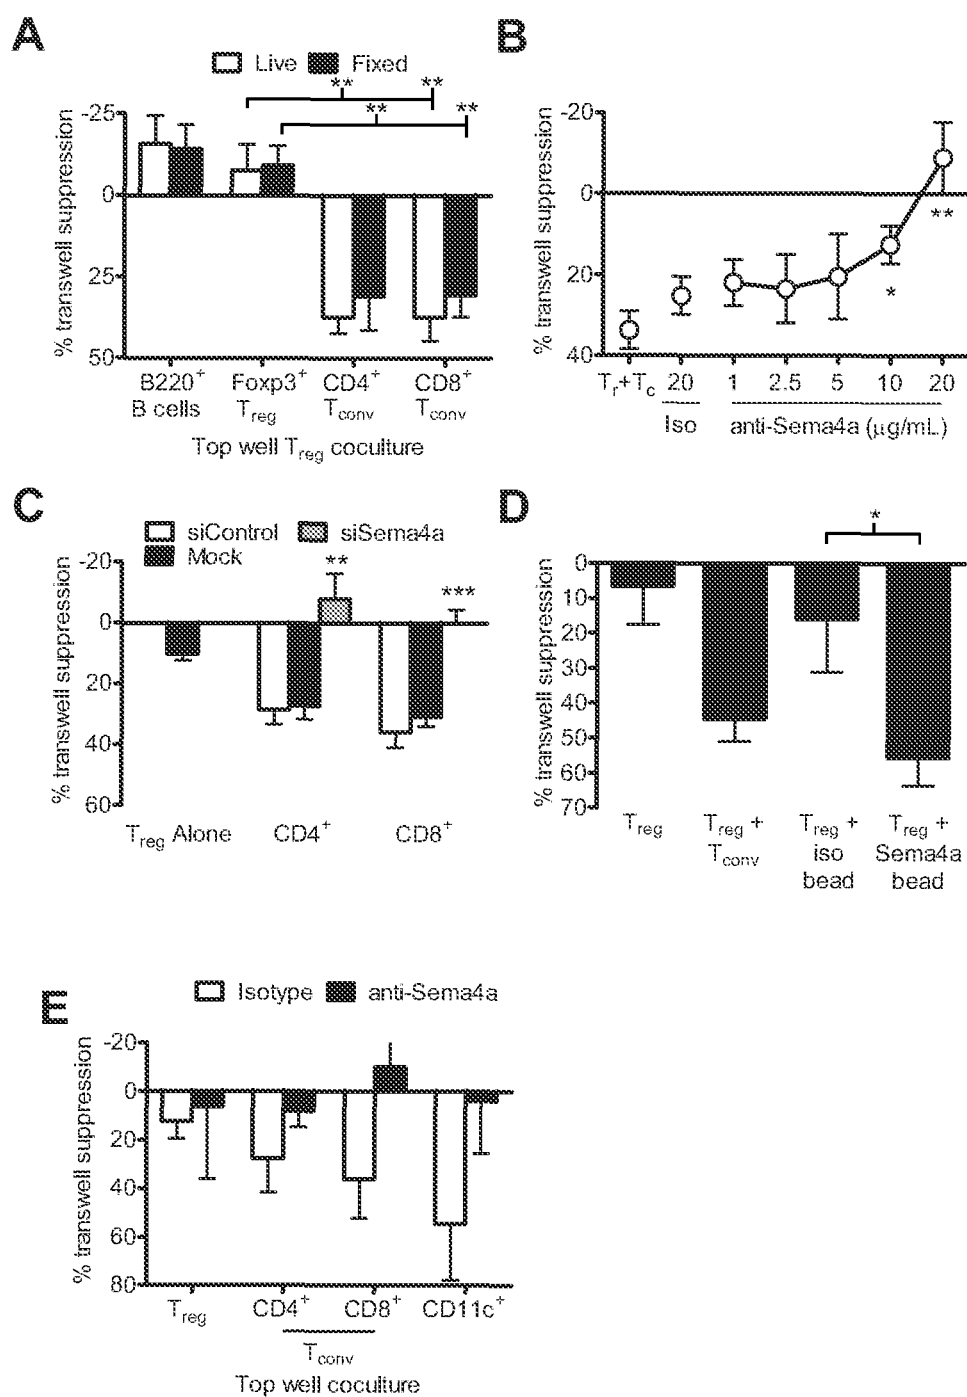 A
Live Fixed
** **
** **
-25
0
25
50
% transwell suppression
B220+ Foxp3+ CD4+ CD8+
B cells Treg Tconv Tconv
Top well Treg coculture
B
-20
0
20
40
% transwell suppression
**
*
Tr+Tc 20 1 2.5 5 10 20
Iso anti-Sema4a (µg/mL)
C
siControl siSema4a
Mock
-20
0
20
40
60
% transwell suppression
**
***
Treg Alone CD4+ CD8+
D
*
0
10
20
30
40
50
60
70
% transwell suppression
Treg Treg + Treg + Treg +
Tconv iso Sema4a
bead bead
E
Isotype anti-Sema4a
-20
0
20
40
60
80
% transwell suppression
Treg CD4+ CD8+ CD11c+
Tconv
Top well coculture